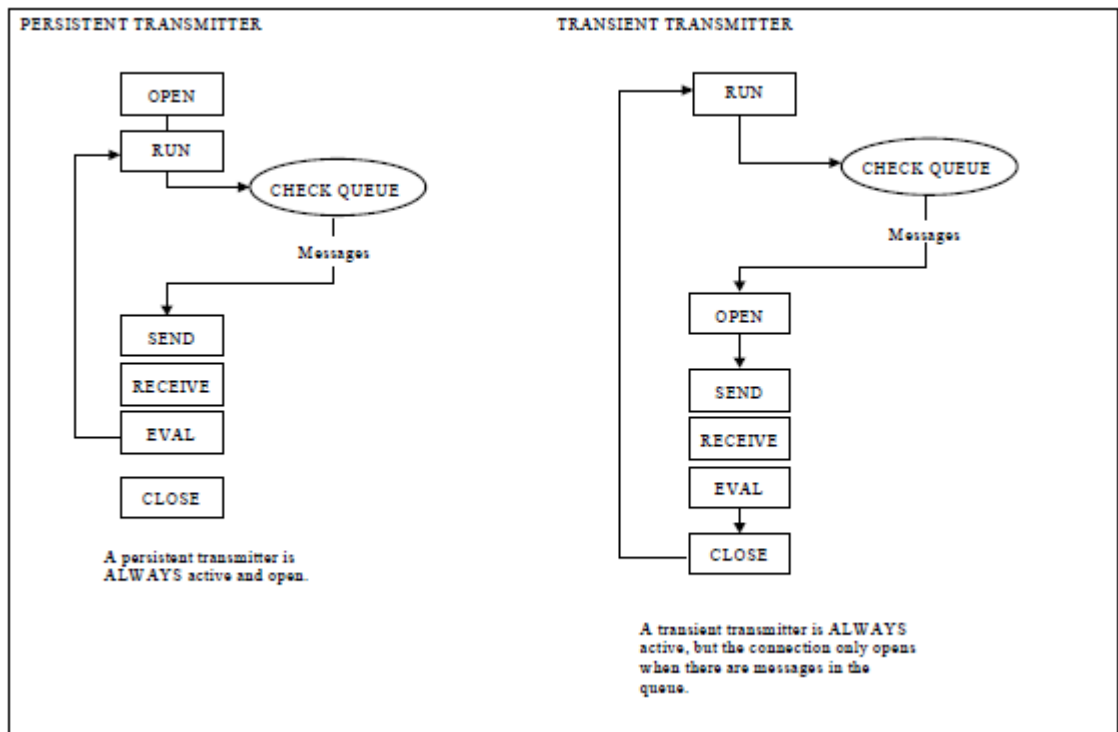 PERSISTENT TRANSMITTER
OPEN
RUN
CHECK QUEUE
Messages
SEND
RECEIVE
EVAL
CLOSE
A persistent transmitter is
ALWAYS active and open.
TRANSIENT TRANSMITTER
RUN
CHECK QUEUE
Messages
OPEN
SEND
RECEIVE
EVAL
CLOSE
A transient transmitter is ALWAYS
active, but the connection only opens
when there are messages in the
queue.